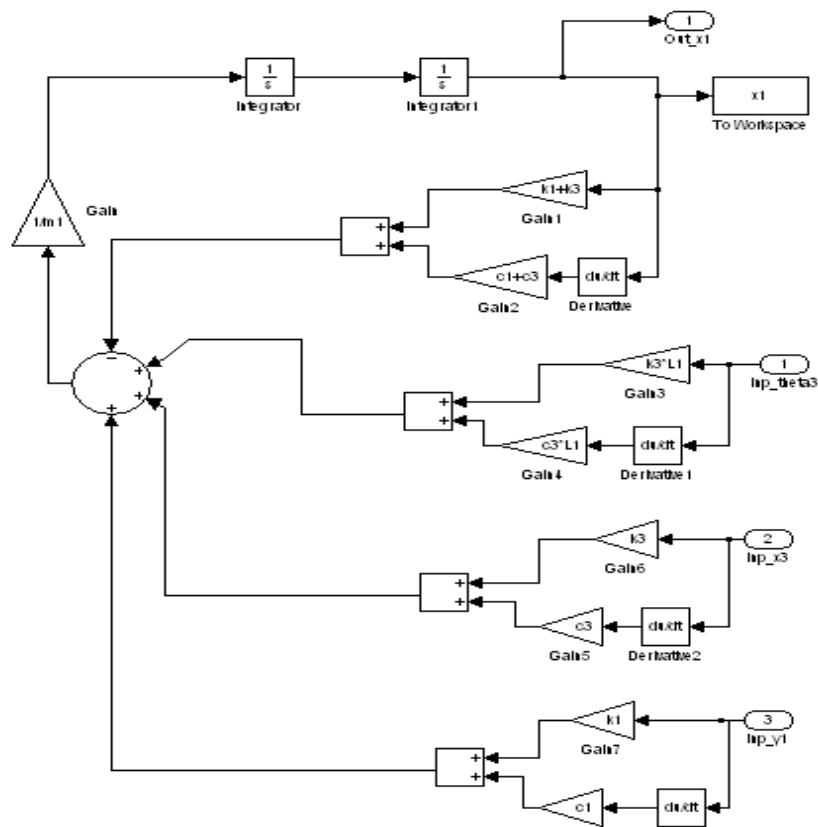 1
Out_x1
1
s
Integrator
1
s
Integrator1
x1
To Workspace
k1+k3
Gain1
1/m1
Gain
+
+
c1+c3
Gain2
du/dt
Derivative
−
+
+
+
k3*L1
Gain3
1
Inp_theta3
+
+
c3*L1
Gain4
du/dt
Derivative1
k3
Gain6
2
Inp_x3
+
+
c3
Gain5
du/dt
Derivative2
k1
Gain7
3
Inp_y1
+
+
c1
du/dt